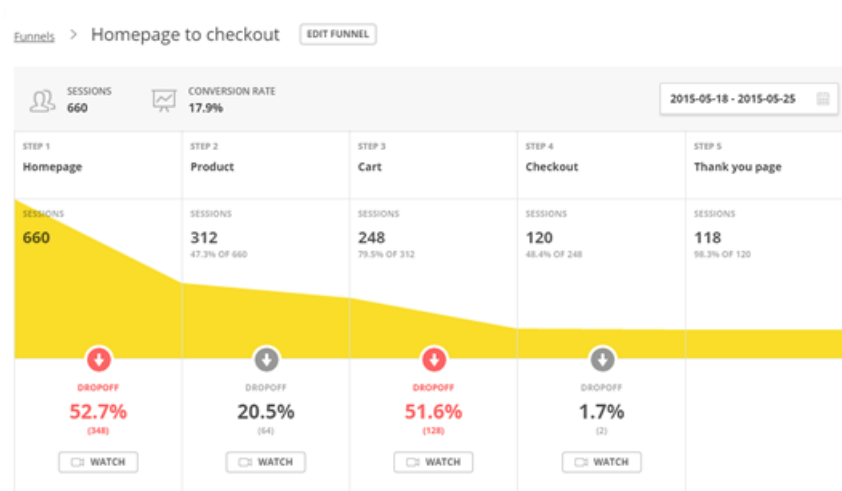 Funnels > Homepage to checkout EDIT FUNNEL
SESSIONS
660
CONVERSION RATE
17.9%
2015-05-18 - 2015-05-25
STEP 1
Homepage
STEP 2
Product
STEP 3
Cart
STEP 4
Checkout
STEP 5
Thank you page
SESSIONS
660
SESSIONS
312
47.3% OF 660
SESSIONS
248
79.5% OF 312
SESSIONS
120
48.4% OF 248
SESSIONS
118
98.3% OF 120
DROPOFF
52.7%
(348)
WATCH
DROPOFF
20.5%
(64)
WATCH
DROPOFF
51.6%
(128)
WATCH
DROPOFF
1.7%
(2)
WATCH